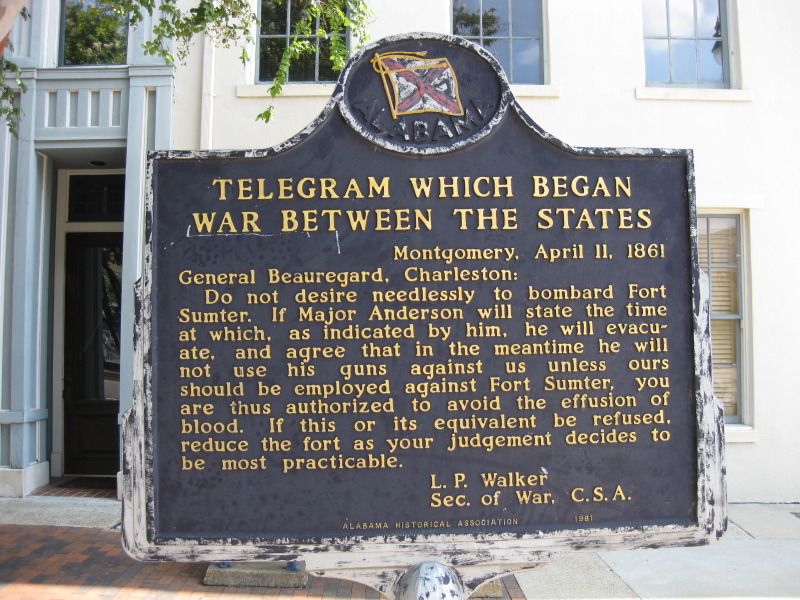 ALABAMA
TELEGRAM WHICH BEGAN
WAR BETWEEN THE STATES
Montgomery, April 11, 1861
General Beauregard, Charleston:
Do not desire needlessly to bombard Fort
Sumter. If Major Anderson will state the time
at which, as indicated by him, he will evacu-
ate, and agree that in the meantime he will
not use his guns against us unless ours
should be employed against Fort Sumter, you
are thus authorized to avoid the effusion of
blood. If this or its equivalent be refused,
reduce the fort as your judgement decides to
be most practicable.
L. P. Walker
Sec. of War, C.S.A.
ALABAMA HISTORICAL ASSOCIATION 1981